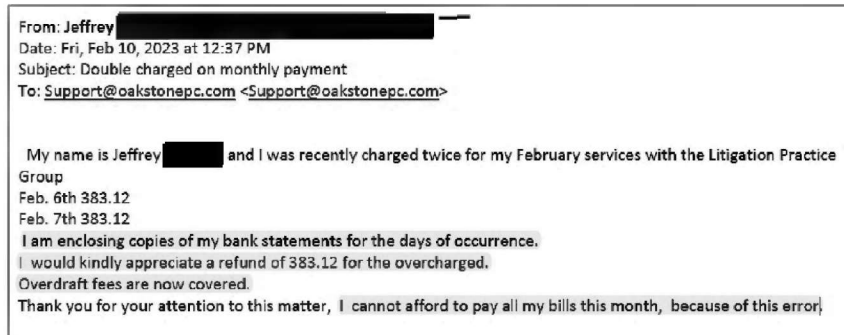 From: Jeffrey
Date: Fri, Feb 10, 2023 at 12:37 PM
Subject: Double charged on monthly payment
To: Support@oakstonepc.com <Support@oakstonepc.com>
My name is Jeffrey and I was recently charged twice for my February services with the Litigation Practice
Group
Feb. 6th 383.12
Feb. 7th 383.12
I am enclosing copies of my bank statements for the days of occurrence.
I would kindly appreciate a refund of 383.12 for the overcharged.
Overdraft fees are now covered.
Thank you for your attention to this matter, I cannot afford to pay all my bills this month, because of this error.